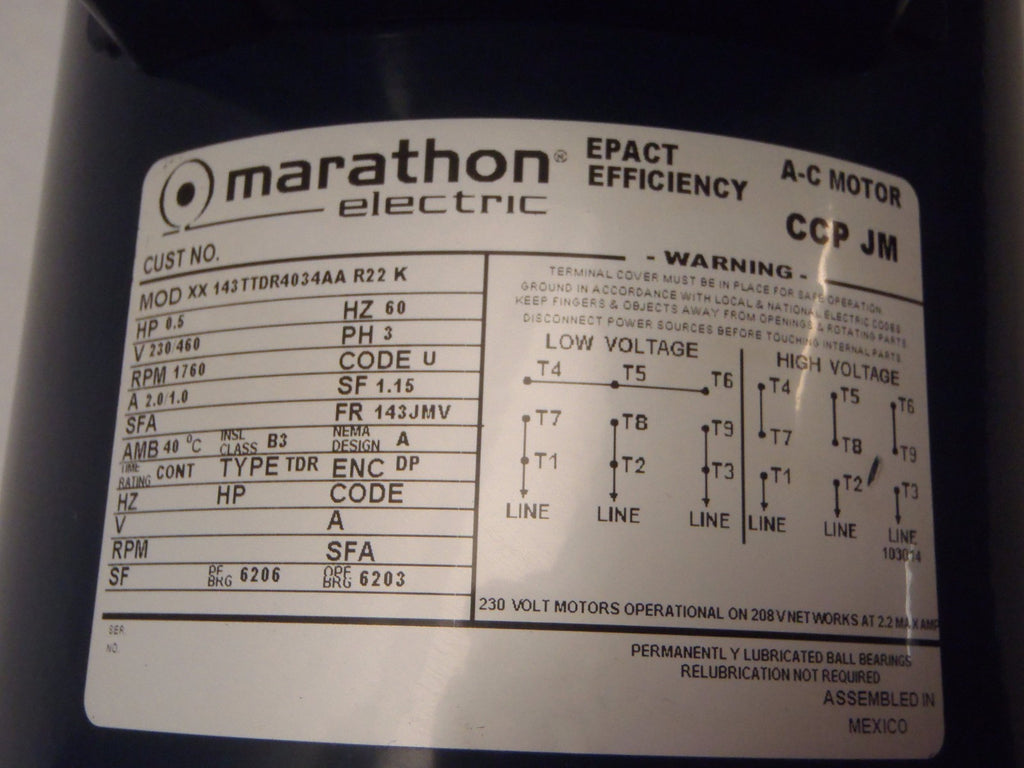 marathon® EPACT A-C MOTOR
electric EFFICIENCY CCP JM
CUST NO.
MOD XX 143TTDR4034AA R22 K
HP 0.5 HZ 60
V 230/460 PH 3
RPM 1760 CODE U
A 2.0/1.0 SF 1.15
SFA FR 143JMV
AMB 40 °C INSL CLASS B3 NEMA DESIGN A
TIME RATING CONT TYPE TDR ENC DP
HZ HP CODE
V A
RPM SFA
SF PE BRG 6206 OPE BRG 6203
- WARNING -
TERMINAL COVER MUST BE IN PLACE FOR SAFE OPERATION
GROUND IN ACCORDANCE WITH LOCAL & NATIONAL ELECTRIC CODES
KEEP FINGERS & OBJECTS AWAY FROM OPENINGS & ROTATING PARTS
DISCONNECT POWER SOURCES BEFORE TOUCHING INTERNAL PARTS
LOW VOLTAGE
T4 T5 T6
T7 T8 T9
T1 T2 T3
LINE LINE LINE
HIGH VOLTAGE
T4 T5 T6
T7 T8 T9
T1 T2 T3
LINE LINE LINE
230 VOLT MOTORS OPERATIONAL ON 208V NETWORKS AT 2.2 MAX AMP
SER.
NO.
PERMANENTLY LUBRICATED BALL BEARINGS
RELUBRICATION NOT REQUIRED
ASSEMBLED IN
MEXICO